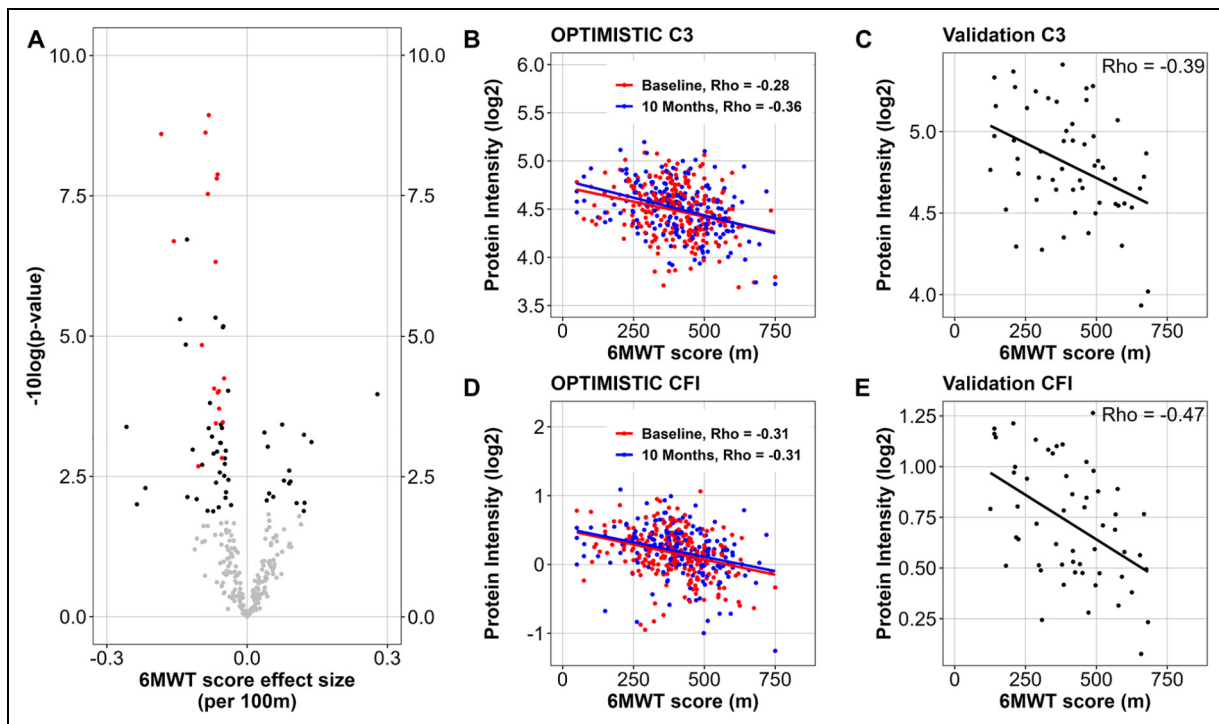 A
10.0
7.5
5.0
2.5
0.0
10.0
7.5
5.0
2.5
0.0
-10log(p-value)
-0.3
0.0
0.3
6MWT score effect size
(per 100m)
B
OPTIMISTIC C3
Baseline, Rho = -0.28
10 Months, Rho = -0.36
Protein Intensity (log2)
6.0
5.5
5.0
4.5
4.0
3.5
0
250
500
750
6MWT score (m)
C
Validation C3
Rho = -0.39
Protein Intensity (log2)
5.0
4.5
4.0
0
250
500
750
6MWT score (m)
D
OPTIMISTIC CFI
Baseline, Rho = -0.31
10 Months, Rho = -0.31
Protein Intensity (log2)
2
1
0
-1
0
250
500
750
6MWT score (m)
E
Validation CFI
Rho = -0.47
Protein Intensity (log2)
1.25
1.00
0.75
0.50
0.25
0
250
500
750
6MWT score (m)